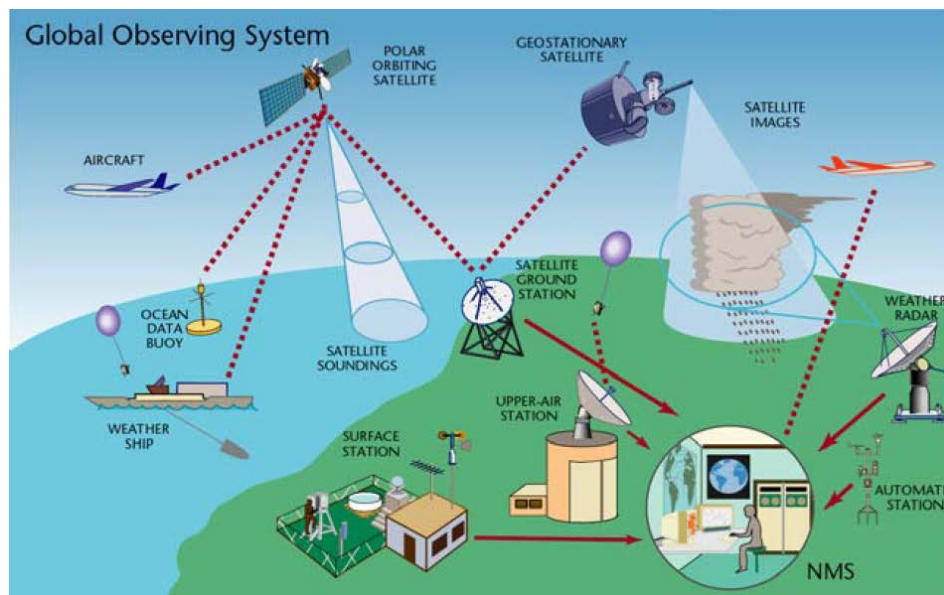 Global Observing System
POLAR
ORBITING
SATELLITE
GEOSTATIONARY
SATELLITE
SATELLITE
IMAGES
AIRCRAFT
SATELLITE
GROUND
STATION
OCEAN
DATA
BUOY
SATELLITE
SOUNDINGS
WEATHER
RADAR
WEATHER
SHIP
UPPER-AIR
STATION
SURFACE
STATION
AUTOMATI
STATION
NMS